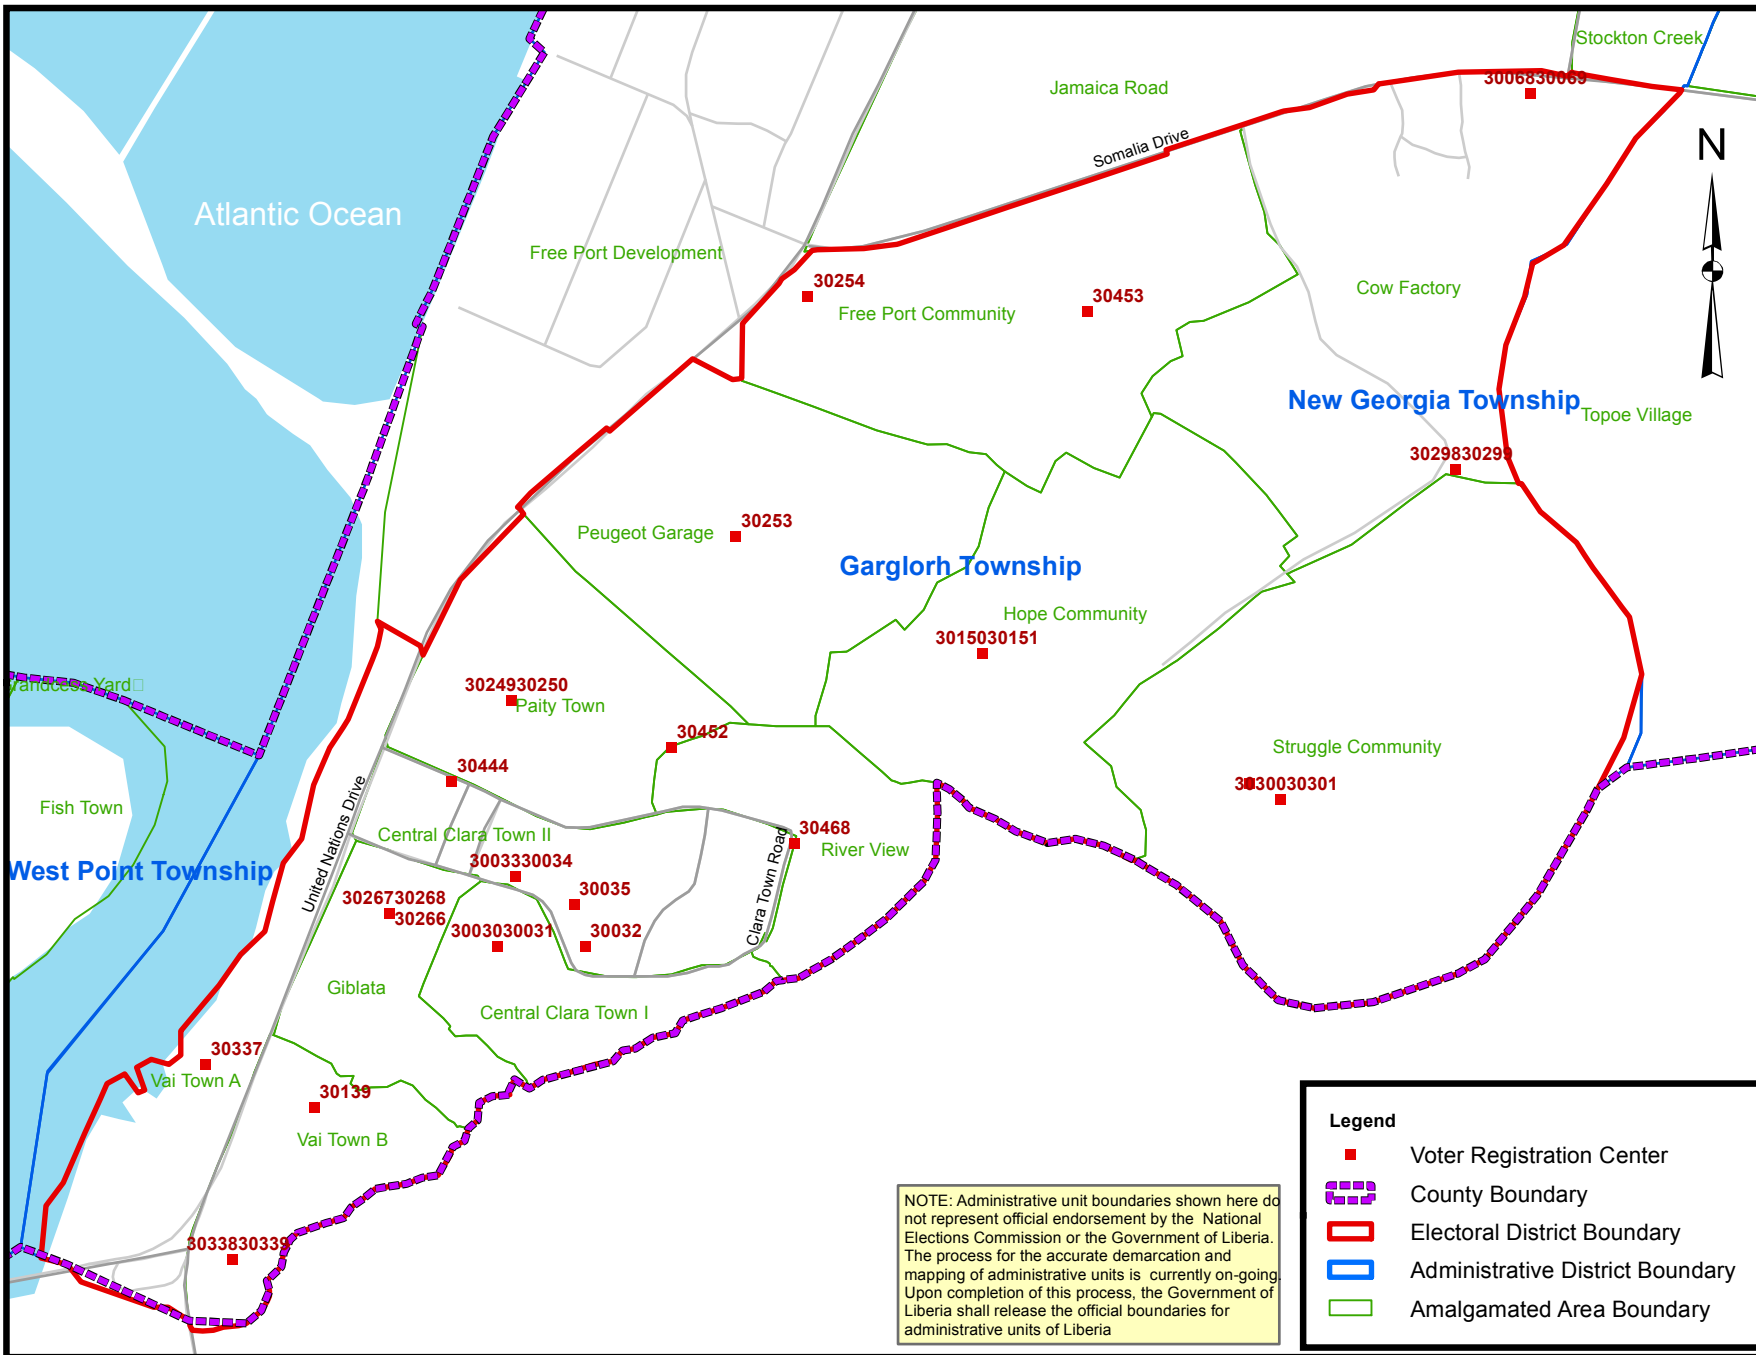 Stockton Creek
3006830069
Jamaica Road
Somalia Drive
N
Atlantic Ocean
Free Port Development
30254
30453
Free Port Community
Cow Factory
New Georgia Township
Topoe Village
3029830299
30253
Peugeot Garage
Garglorh Township
Hope Community
3015030151
3024930250
Paity Town
30452
30444
Struggle Community
3030030301
Fish Town
United Nations Drive
Central Clara Town II
30468
River View
Clara Town Road
West Point Township
3003330034
30035
3026730268
30266
3003030031
30032
Giblata
Central Clara Town I
30337
Vai Town A
30139
Vai Town B
3033830339
NOTE: Administrative unit boundaries shown here do
not represent official endorsement by the National
Elections Commission or the Government of Liberia.
The process for the accurate demarcation and
mapping of administrative units is currently on-going.
Upon completion of this process, the Government of
Liberia shall release the official boundaries for
administrative units of Liberia
Legend
Voter Registration Center
County Boundary
Electoral District Boundary
Administrative District Boundary
Amalgamated Area Boundary